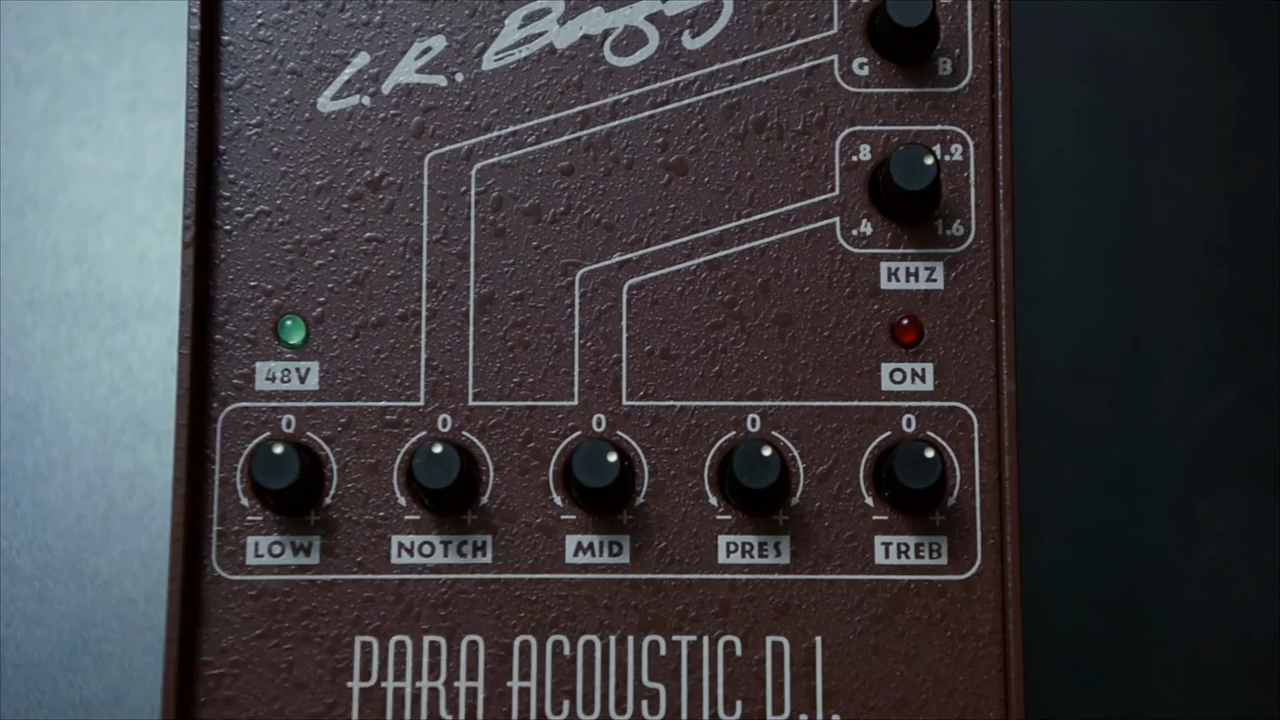 L.R. Baggs
G B
.8 1.2
.4 1.6
KHZ
48V ON
0 0 0 0 0
- + - + - + - + - +
LOW NOTCH MID PRES TREB
PARA ACOUSTIC D.I.